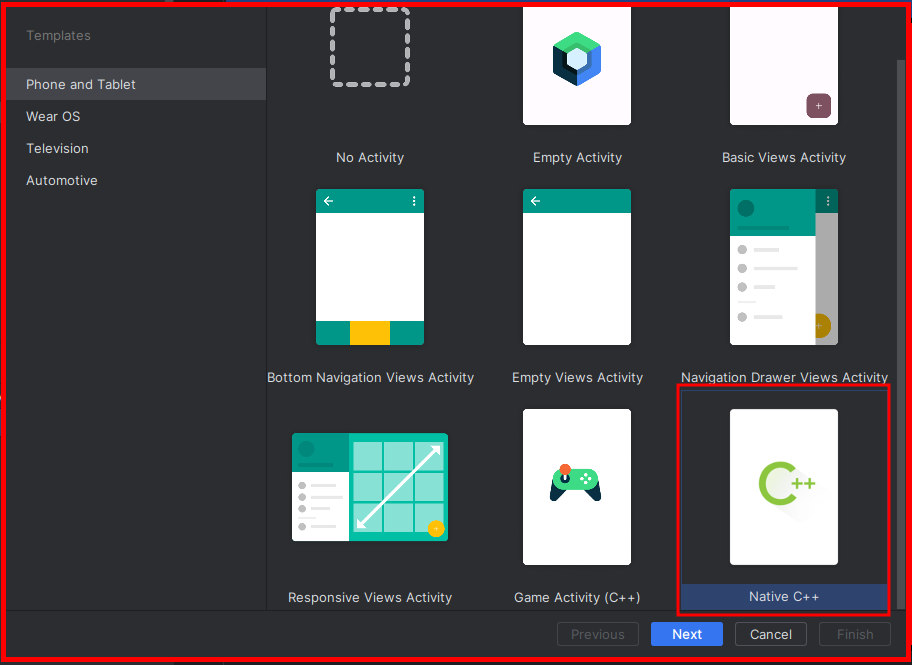 Templates
Phone and Tablet
Wear OS
Television
Automotive
No Activity
Empty Activity
Basic Views Activity
Bottom Navigation Views Activity
Empty Views Activity
Navigation Drawer Views Activity
C++
Responsive Views Activity
Game Activity (C++)
Native C++
Previous
Next
Cancel
Finish